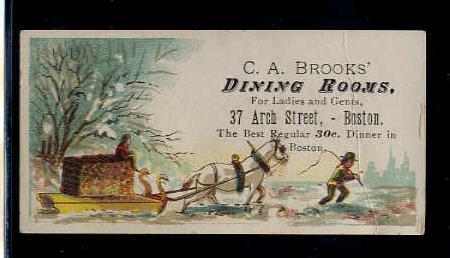 C. A. BROOKS'
DINING ROOMS,
For Ladies and Gents,
37 Arch Street, - Boston.
The Best Regular 30c. Dinner in
Boston.